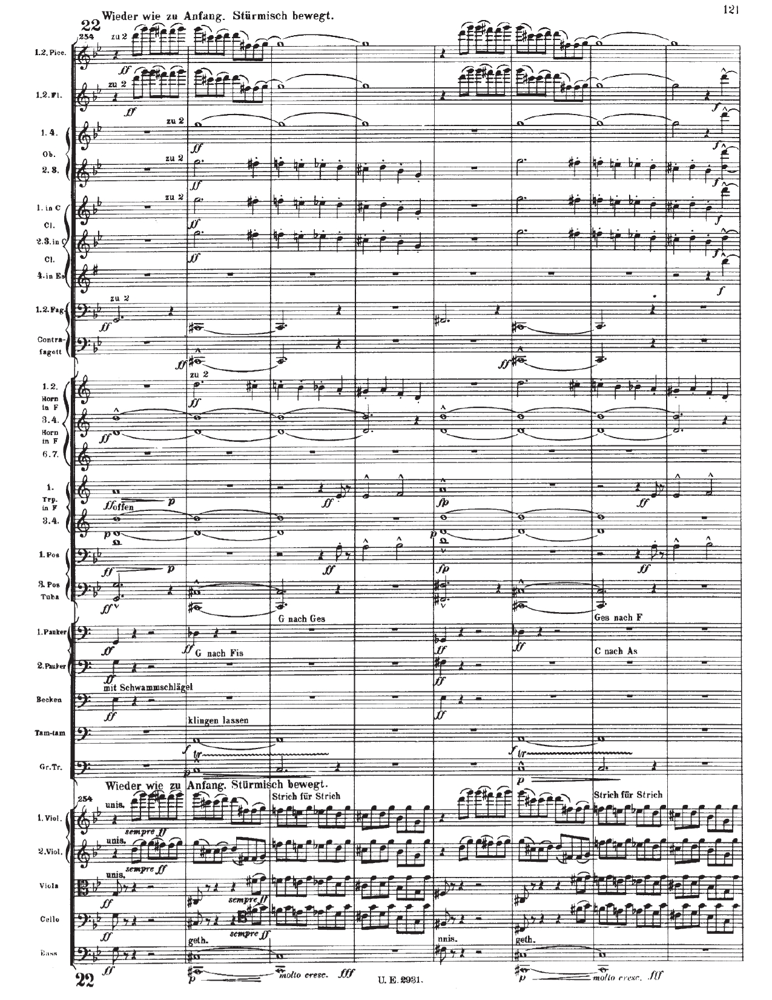 121
Wieder wie zu Anfang. Stürmisch bewegt.
22
254
zu 2
1.2. Picc.
ff
zu 2
1.2. Fl.
ff
f
zu 2
1.4.
ff
f
Ob.
zu 2
2.3.
ff
f
zu 2
1. in C
ff
f
Cl.
2.3. in C
ff
f
Cl.
4. in Es
f
zu 2
1.2. Fag.
ff
Contra-
fagott
ff
ff
zu 2
1.2.
Horn
in F
ff
3.4.
Horn
in F
ff
6.7.
1.
Trp.
in F
ff
p
ff
fp
ff
offen
3.4.
p
p
1. Pos
ff
p
ff
fp
ff
3. Pos
Tuba
ff
G nach Ges
Ges nach F
1. Pauker
ff
ff
ff
ff
G nach Fis
C nach As
2. Pauker
ff
ff
mit Schwammschlägel
Becken
ff
ff
klingen lassen
Tam-tam
f
f
tr
tr
Gr. Tr.
p
p
Wieder wie zu Anfang. Stürmisch bewegt.
254
Strich für Strich
Strich für Strich
unis.
1. Viol.
sempre ff
unis.
2. Viol.
sempre ff
unis.
Viola
ff
sempre ff
Cello
ff
sempre ff
geth.
nnis.
geth.
Bass
ff
p
molto cresc. fff
p
molto cresc. fff
22
U. E. 2931.